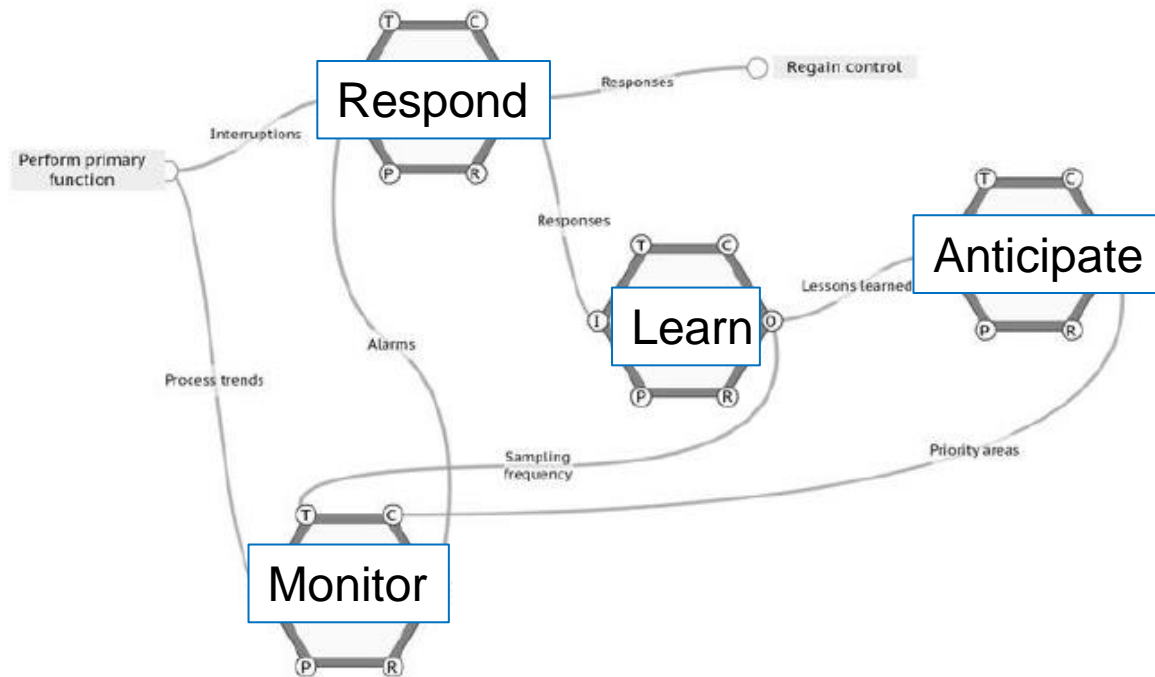 T
C
Respond
Responses
Regain control
Interruptions
P
R
Perform primary
function
T
C
Responses
T
C
Anticipate
Lessons learned
I
Learn
O
P
R
Alarms
Process trends
P
R
Sampling
frequency
Priority areas
T
C
Monitor
P
R